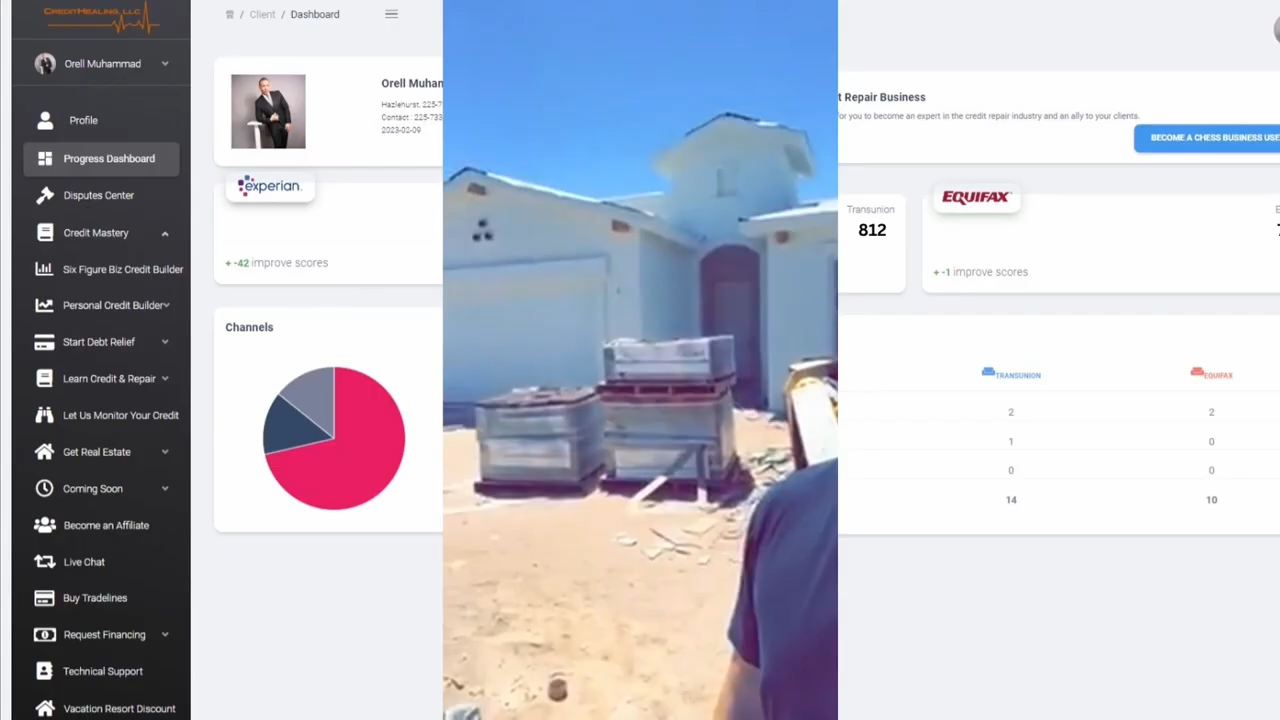 CREDITHEALING, LLC
Orell Muhammad
Profile
Progress Dashboard
Disputes Center
Credit Mastery
Six Figure Biz Credit Builder
Personal Credit Builder
Start Debt Relief
Learn Credit & Repair
Let Us Monitor Your Credit
Get Real Estate
Coming Soon
Become an Affiliate
Live Chat
Buy Tradelines
Request Financing
Technical Support
Vacation Resort Discount
/ Client / Dashboard
Orell Muham
Hazlehurst, 225-7
Contact : 225-733
2023-02-09
experian.
+ -42 improve scores
Channels
t Repair Business
or you to become an expert in the credit repair industry and an ally to your clients.
BECOME A CHESS BUSINESS USE
Transunion
812
EQUIFAX
E
7
+ -1 improve scores
TRANSUNION EQUIFAX
2 2
1 0
0 0
14 10